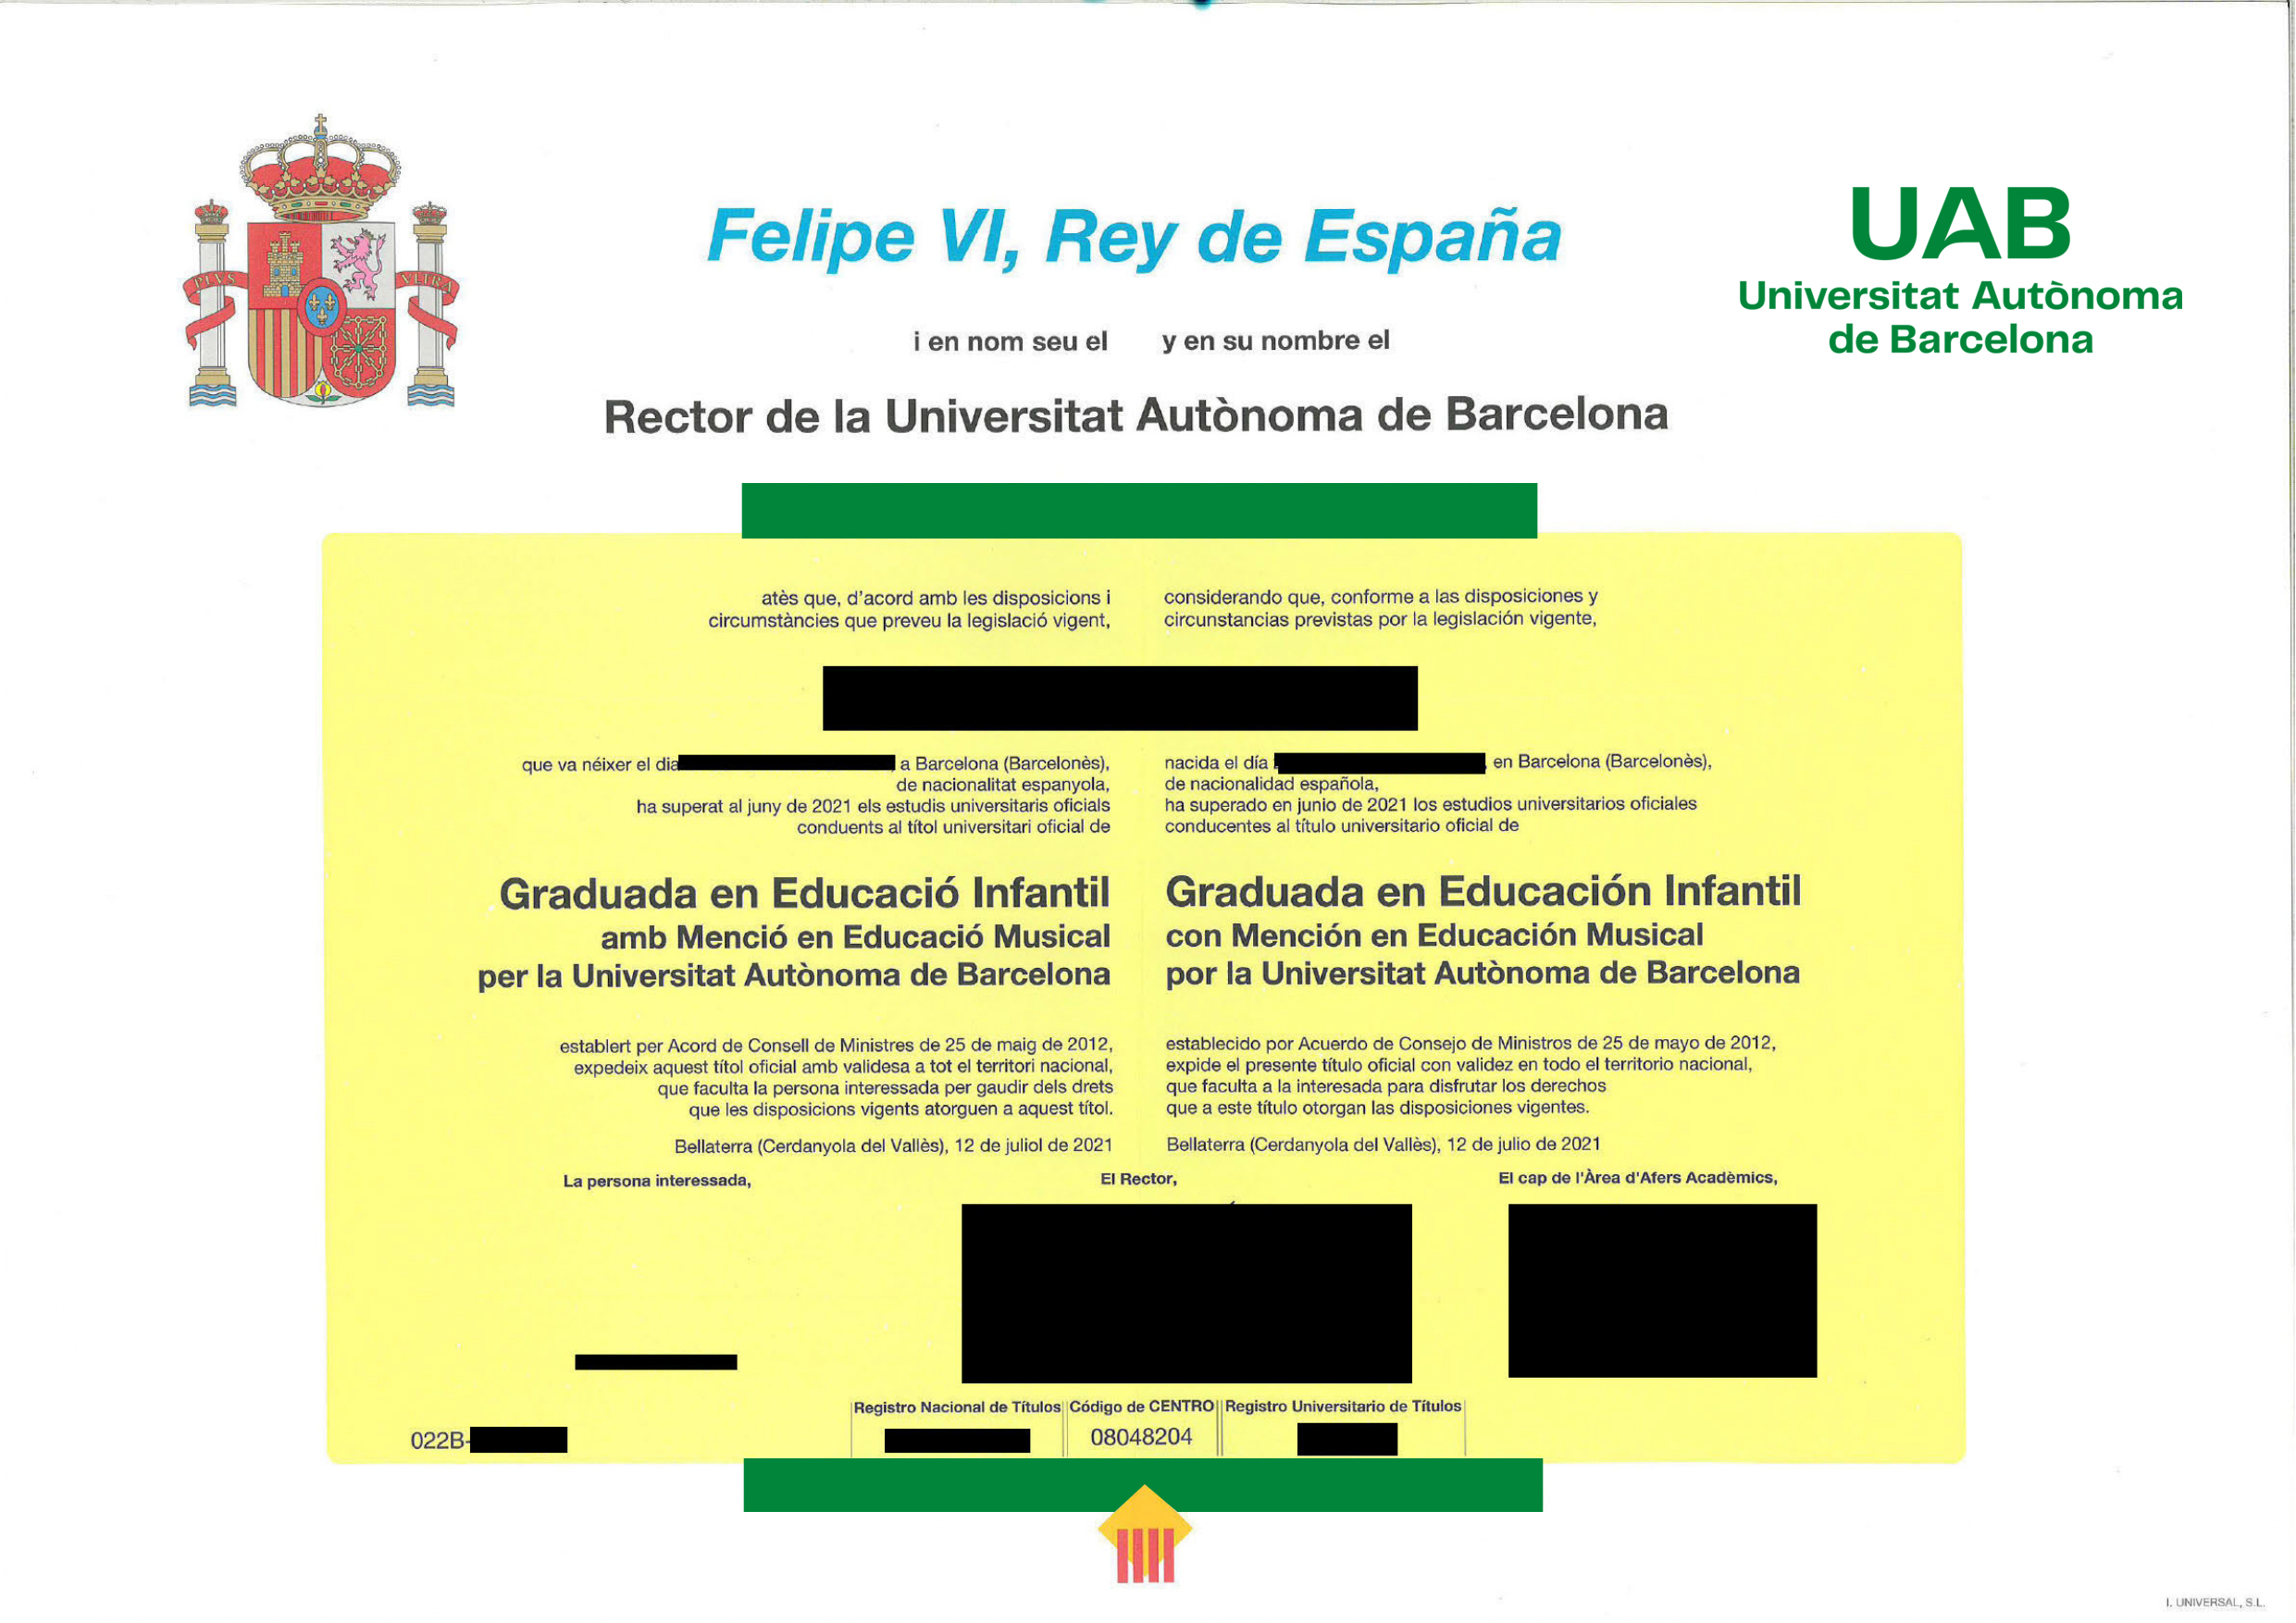 PLVS
VLTRA
Felipe VI, Rey de España
UAB
Universitat Autònoma
de Barcelona
i en nom seu el
y en su nombre el
Rector de la Universitat Autònoma de Barcelona
atès que, d'acord amb les disposicions i
circumstàncies que preveu la legislació vigent,
considerando que, conforme a las disposiciones y
circunstancias previstas por la legislación vigente,
que va néixer el dia a Barcelona (Barcelonès),
de nacionalitat espanyola,
ha superat al juny de 2021 els estudis universitaris oficials
conduents al títol universitari oficial de
nacida el día en Barcelona (Barcelonès),
de nacionalidad española,
ha superado en junio de 2021 los estudios universitarios oficiales
conducentes al título universitario oficial de
Graduada en Educació Infantil
amb Menció en Educació Musical
per la Universitat Autònoma de Barcelona
Graduada en Educación Infantil
con Mención en Educación Musical
por la Universitat Autònoma de Barcelona
establert per Acord de Consell de Ministres de 25 de maig de 2012,
expedeix aquest títol oficial amb validesa a tot el territori nacional,
que faculta la persona interessada per gaudir dels drets
que les disposicions vigents atorguen a aquest títol.
Bellaterra (Cerdanyola del Vallès), 12 de juliol de 2021
establecido por Acuerdo de Consejo de Ministros de 25 de mayo de 2012,
expide el presente título oficial con validez en todo el territorio nacional,
que faculta a la interesada para disfrutar los derechos
que a este título otorgan las disposiciones vigentes.
Bellaterra (Cerdanyola del Vallès), 12 de julio de 2021
La persona interessada,
El Rector,
El cap de l'Àrea d'Afers Acadèmics,
Registro Nacional de Títulos
Código de CENTRO
08048204
Registro Universitario de Títulos
022B-
I. UNIVERSAL, S.L.